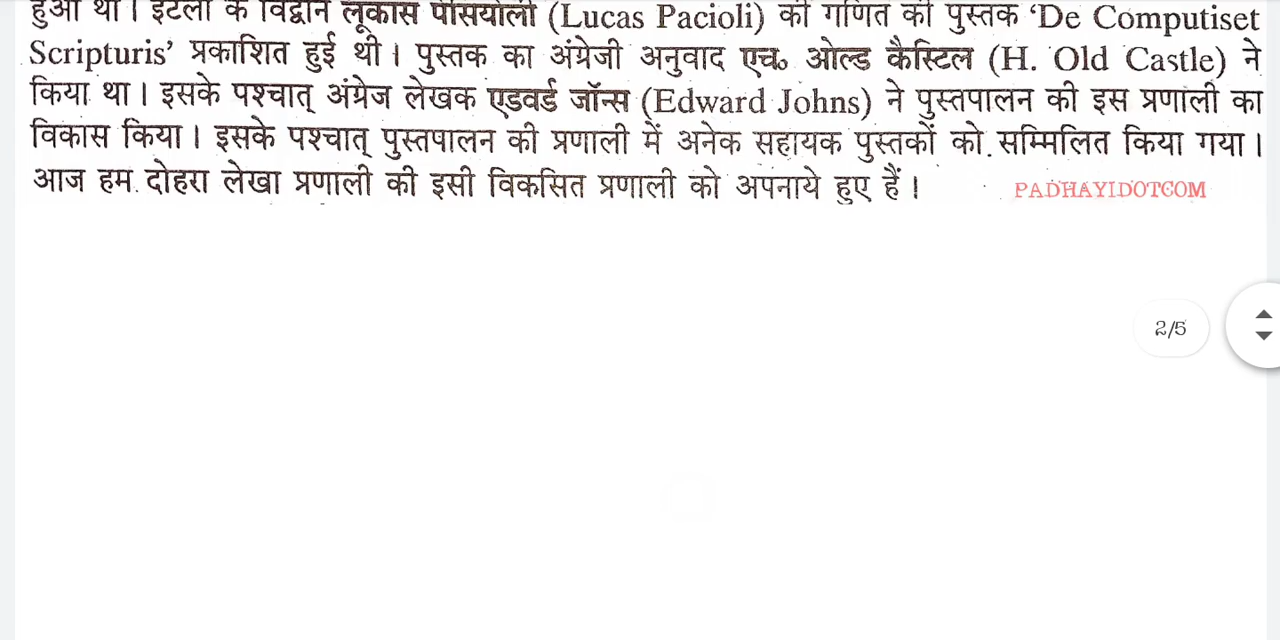 हुआ था। इटली के विद्वान लूकास पेसियोली (Lucas Pacioli) की गणित की पुस्तक ‘De Computiset
Scripturis’ प्रकाशित हुई थी। पुस्तक का अंग्रेजी अनुवाद एच० ओल्ड कैस्टिल (H. Old Castle) ने
किया था। इसके पश्चात् अंग्रेज लेखक एडवर्ड जॉन्स (Edward Johns) ने पुस्तपालन की इस प्रणाली का
विकास किया। इसके पश्चात् पुस्तपालन की प्रणाली में अनेक सहायक पुस्तकों को सम्मिलित किया गया।
आज हम दोहरा लेखा प्रणाली की इसी विकसित प्रणाली को अपनाये हुए हैं।
PADHAYIDOTCOM
2/5